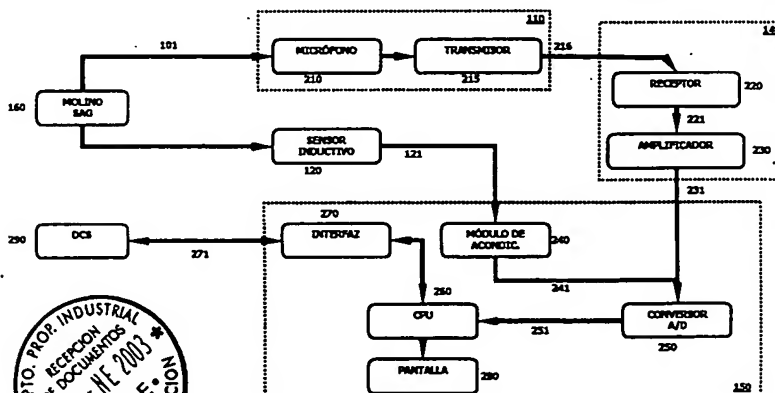 110
101
MICRÓFONO
210
TRANSMISOR
215
216
RECEPTOR
220
160
MOLINO
SAG
221
SENSOR
INDUCTIVO
120
121
AMPLIFICADOR
230
231
270
290
DCS
271
INTERFAZ
MÓDULO DE
ACONDIC.
240
241
260
CPU
251
CONVERSOR
A/D
250
PANTALLA
280
150
PROP. INDUSTRIAL
RECEPCION
DE DOCUMENTOS
NE 2003